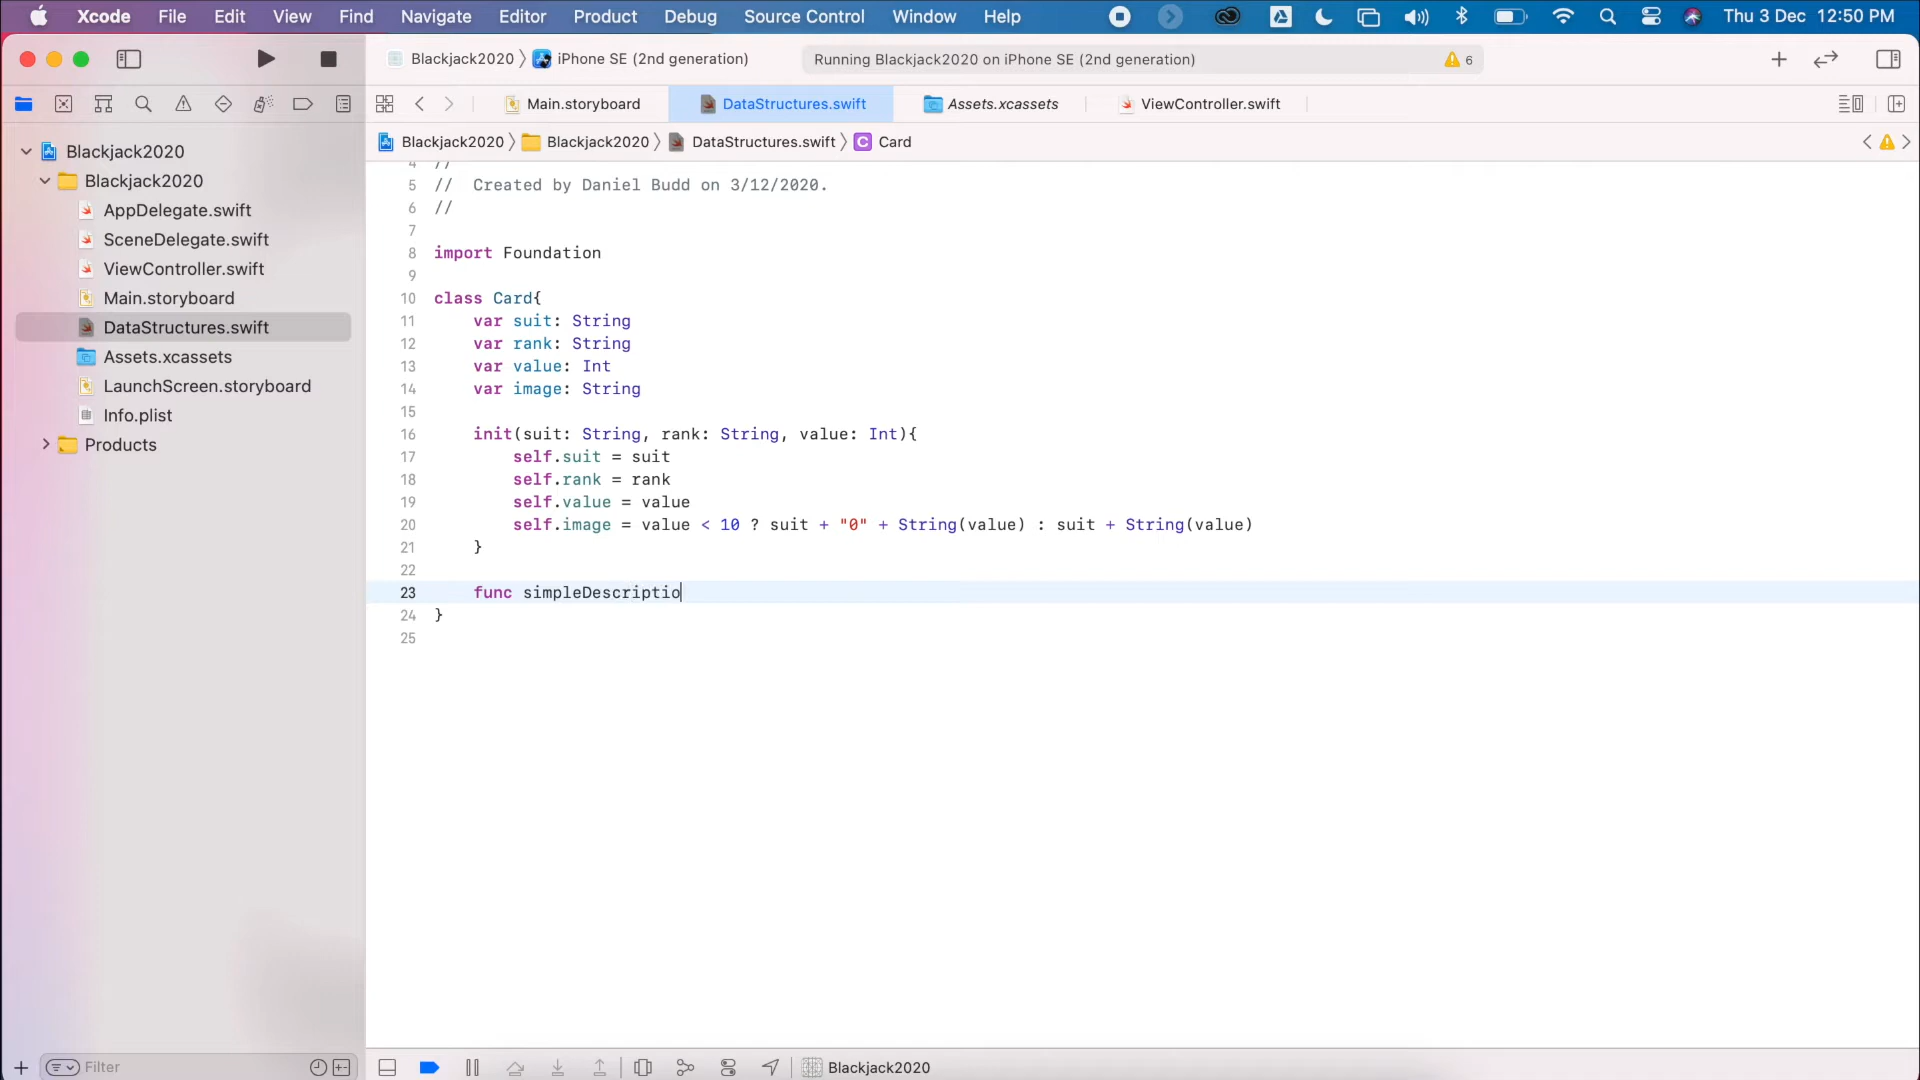 Xcode File Edit View Find Navigate Editor Product Debug Source Control Window Help Thu 3 Dec 12:50 PM
Blackjack2020 〉 iPhone SE (2nd generation) Running Blackjack2020 on iPhone SE (2nd generation) 6
Main.storyboard DataStructures.swift Assets.xcassets ViewController.swift
Blackjack2020 〉 Blackjack2020 〉 DataStructures.swift 〉 C Card
Blackjack2020
Blackjack2020
AppDelegate.swift
SceneDelegate.swift
ViewController.swift
Main.storyboard
DataStructures.swift
Assets.xcassets
LaunchScreen.storyboard
Info.plist
Products
4 //
5 //  Created by Daniel Budd on 3/12/2020.
6 //
7
8 import Foundation
9
10 class Card{
11     var suit: String
12     var rank: String
13     var value: Int
14     var image: String
15
16     init(suit: String, rank: String, value: Int){
17         self.suit = suit
18         self.rank = rank
19         self.value = value
20         self.image = value < 10 ? suit + "0" + String(value) : suit + String(value)
21     }
22
23     func simpleDescriptio
24 }
25
Filter
Blackjack2020